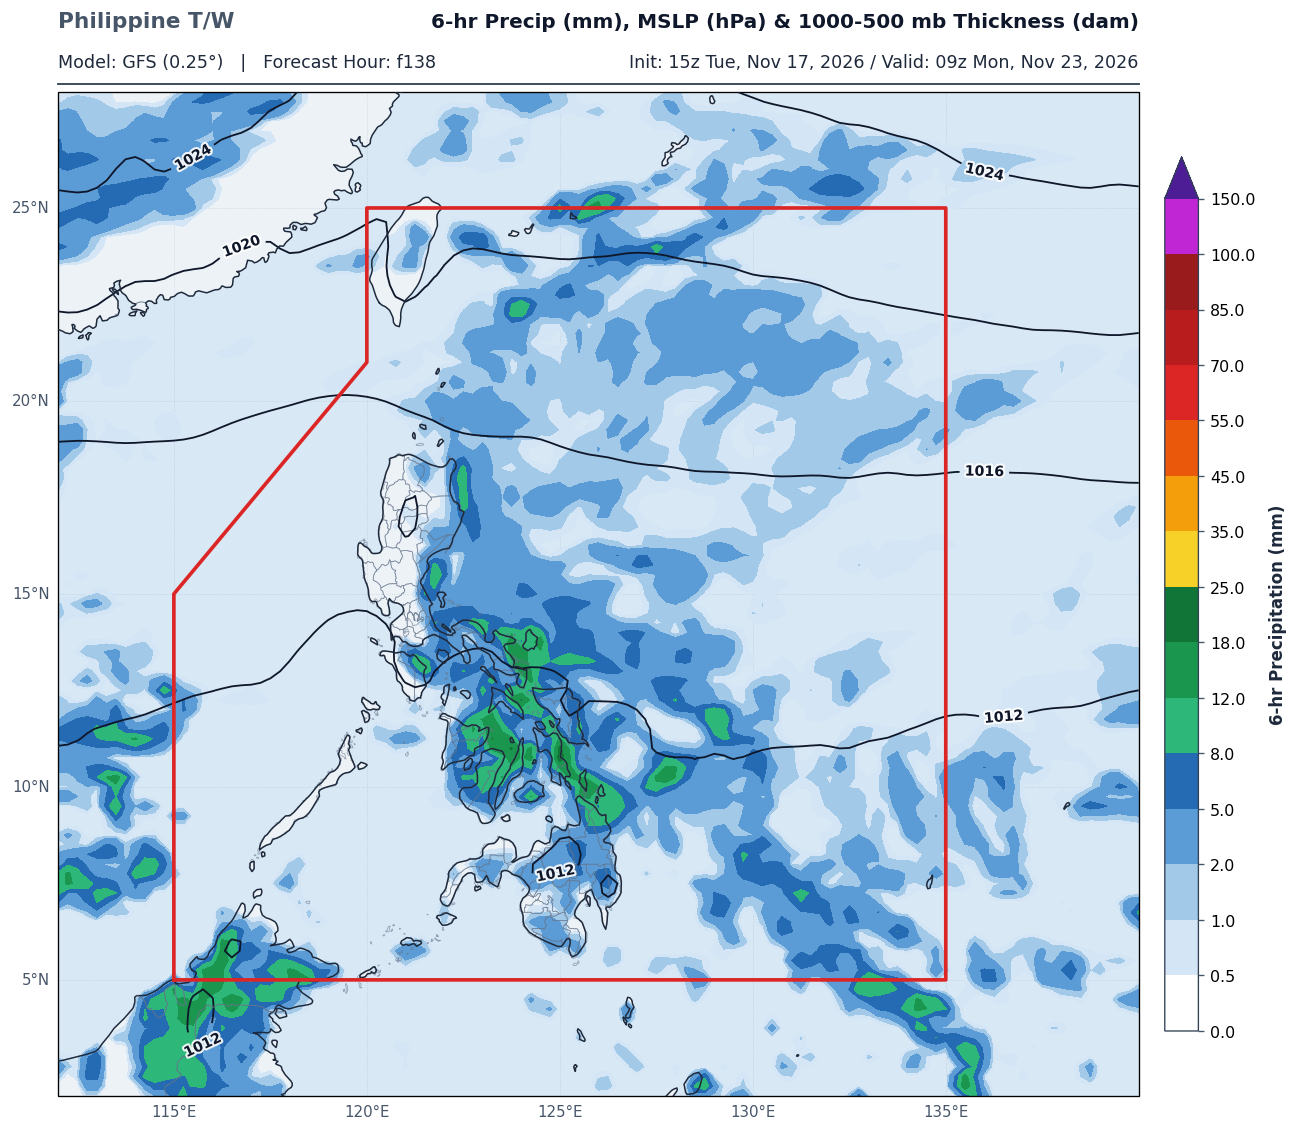 Philippine T/W
6-hr Precip (mm), MSLP (hPa) & 1000-500 mb Thickness (dam)
Model: GFS (0.25°) | Forecast Hour: f138
Init: 15z Tue, Nov 17, 2026 / Valid: 09z Mon, Nov 23, 2026
1024
1024
1020
1016
1012
1012
1012
25°N
20°N
15°N
10°N
5°N
115°E
120°E
125°E
130°E
135°E
150.0
100.0
85.0
70.0
55.0
45.0
35.0
25.0
18.0
12.0
8.0
5.0
2.0
1.0
0.5
0.0
6-hr Precipitation (mm)